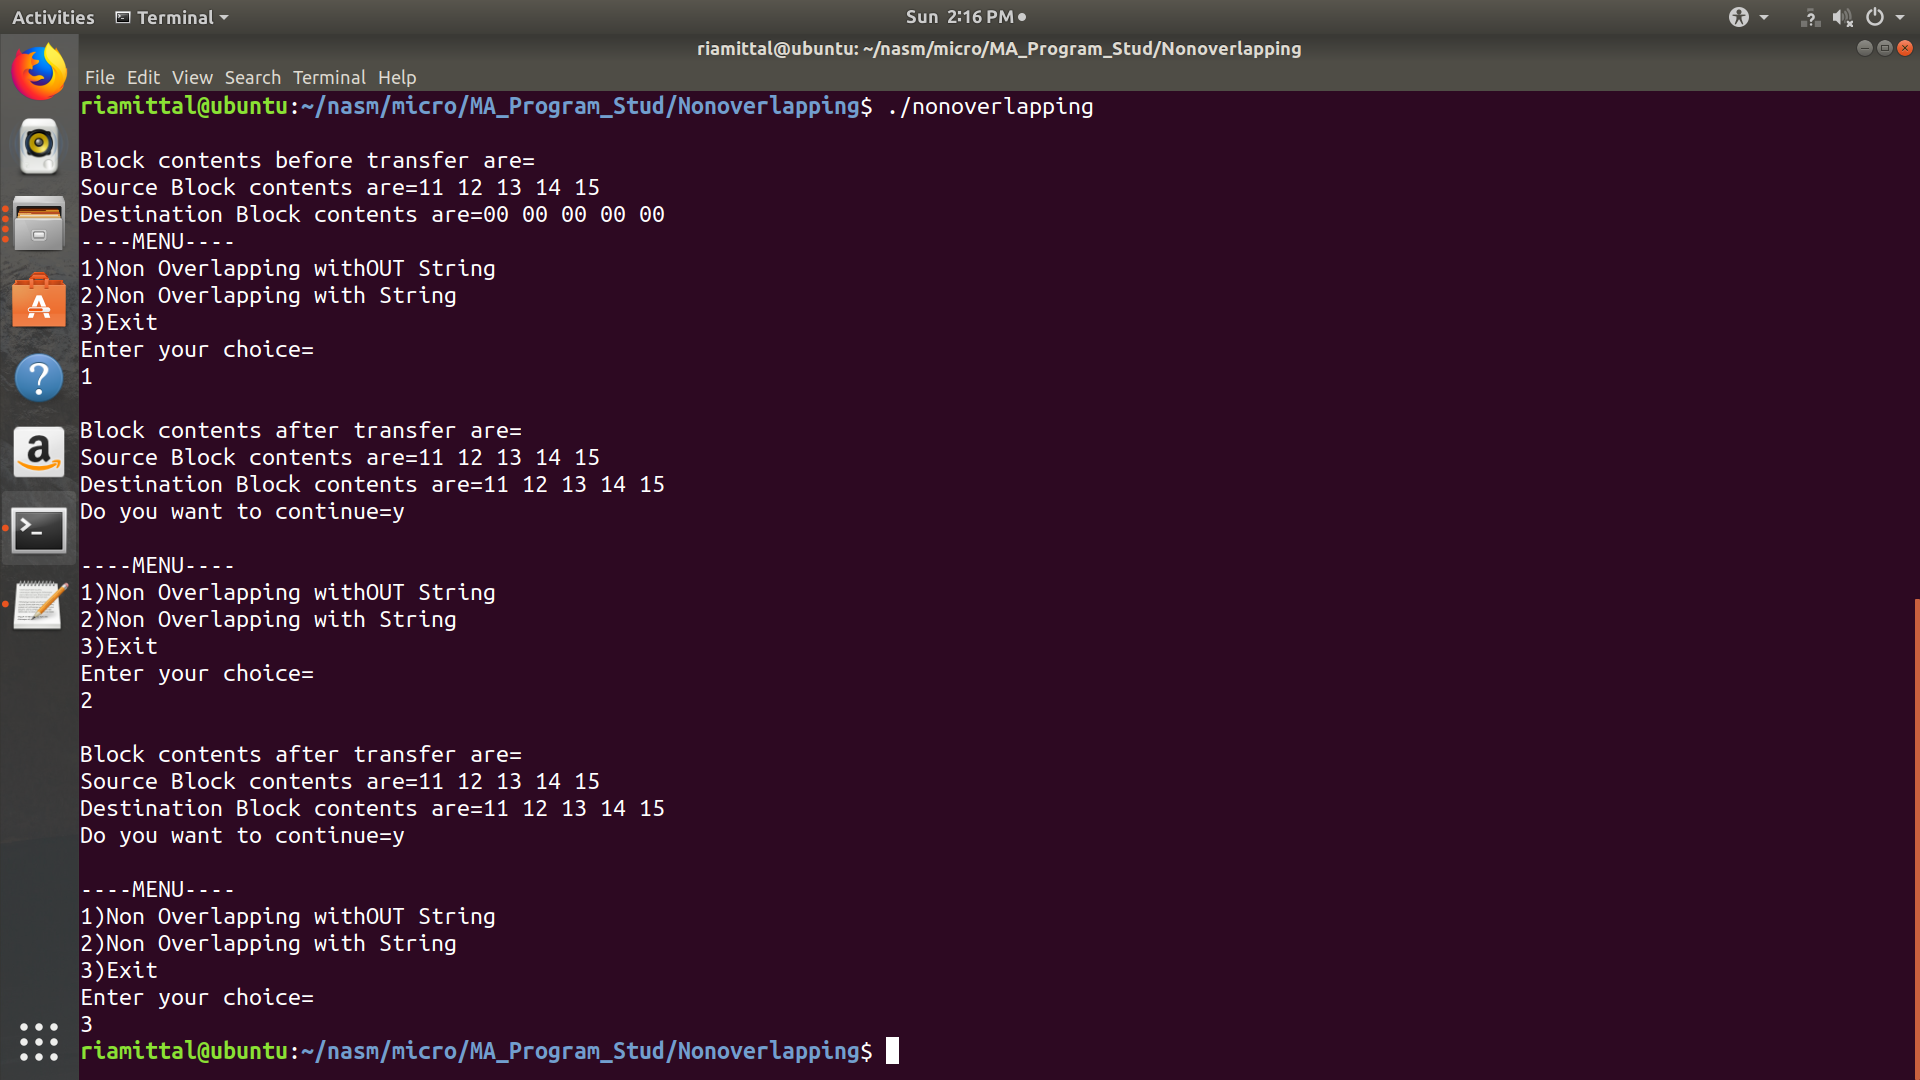 Activities Terminal Sun 2:16 PM
riamittal@ubuntu: ~/nasm/micro/MA_Program_Stud/Nonoverlapping
File Edit View Search Terminal Help
riamittal@ubuntu:~/nasm/micro/MA_Program_Stud/Nonoverlapping$ ./nonoverlapping
Block contents before transfer are=
Source Block contents are=11 12 13 14 15
Destination Block contents are=00 00 00 00 00
----MENU----
1)Non Overlapping withOUT String
2)Non Overlapping with String
3)Exit
Enter your choice=
1
Block contents after transfer are=
Source Block contents are=11 12 13 14 15
Destination Block contents are=11 12 13 14 15
Do you want to continue=y
----MENU----
1)Non Overlapping withOUT String
2)Non Overlapping with String
3)Exit
Enter your choice=
2
Block contents after transfer are=
Source Block contents are=11 12 13 14 15
Destination Block contents are=11 12 13 14 15
Do you want to continue=y
----MENU----
1)Non Overlapping withOUT String
2)Non Overlapping with String
3)Exit
Enter your choice=
3
riamittal@ubuntu:~/nasm/micro/MA_Program_Stud/Nonoverlapping$